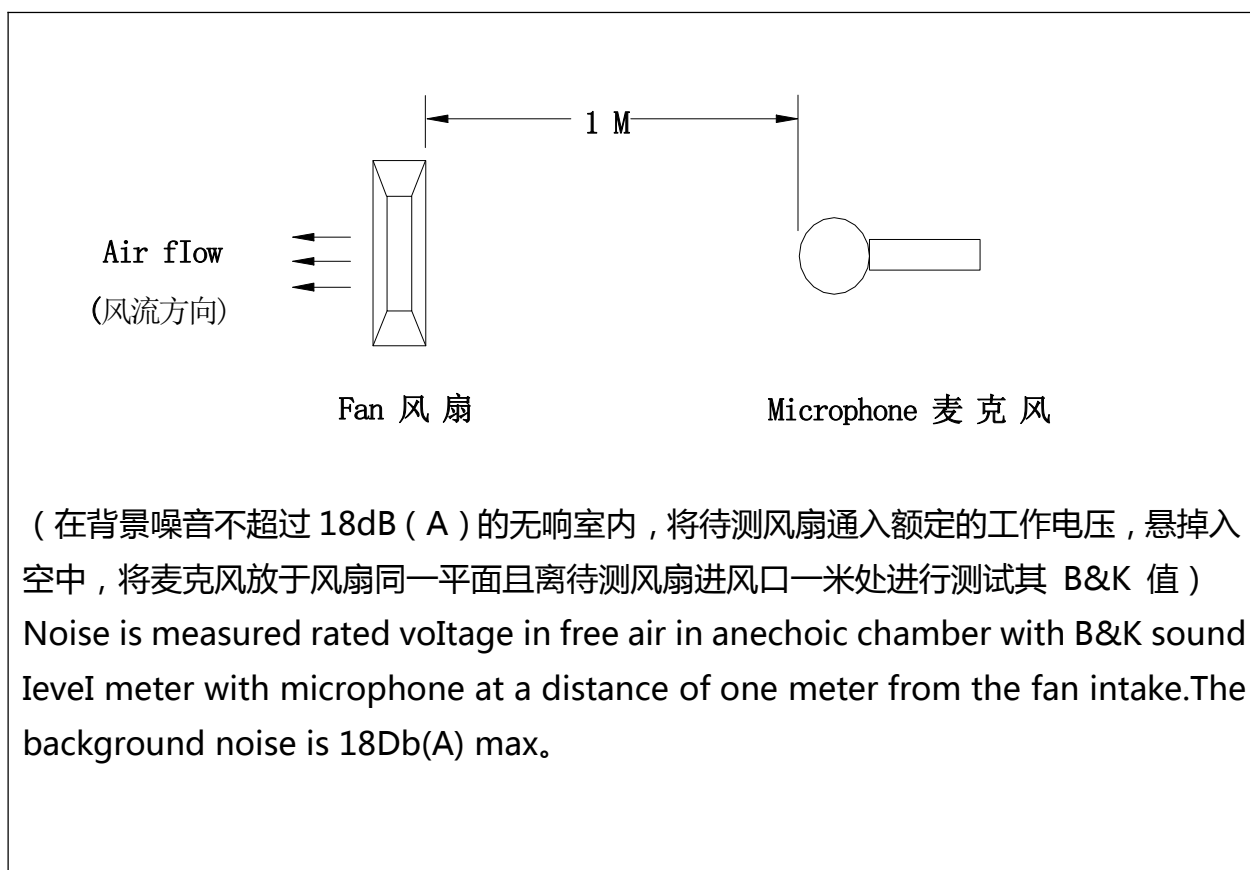 1 M
Air fIow
(风流方向)
Fan 风 扇
Microphone 麦 克 风
（在背景噪音不超过 18dB（A）的无响室内，将待测风扇通入额定的工作电压，悬掉入
空中，将麦克风放于风扇同一平面且离待测风扇进风口一米处进行测试其 B&K 值）
Noise is measured rated voItage in free air in anechoic chamber with B&K sound
IeveI meter with microphone at a distance of one meter from the fan intake.The
background noise is 18Db(A) max。